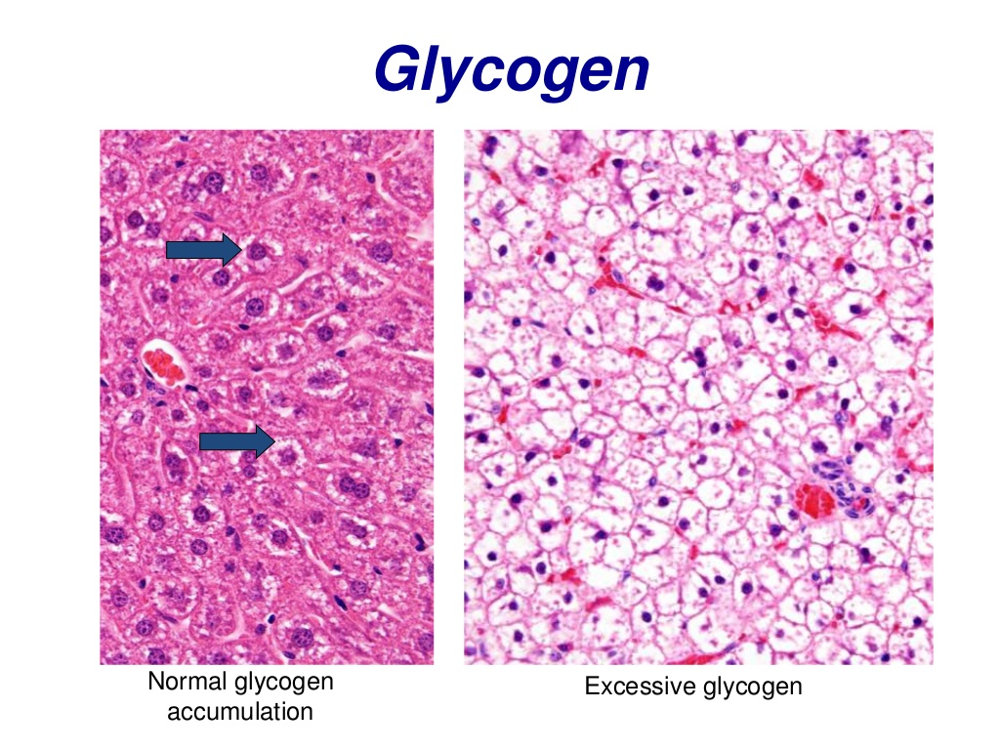 Glycogen
Normal glycogen
accumulation
Excessive glycogen